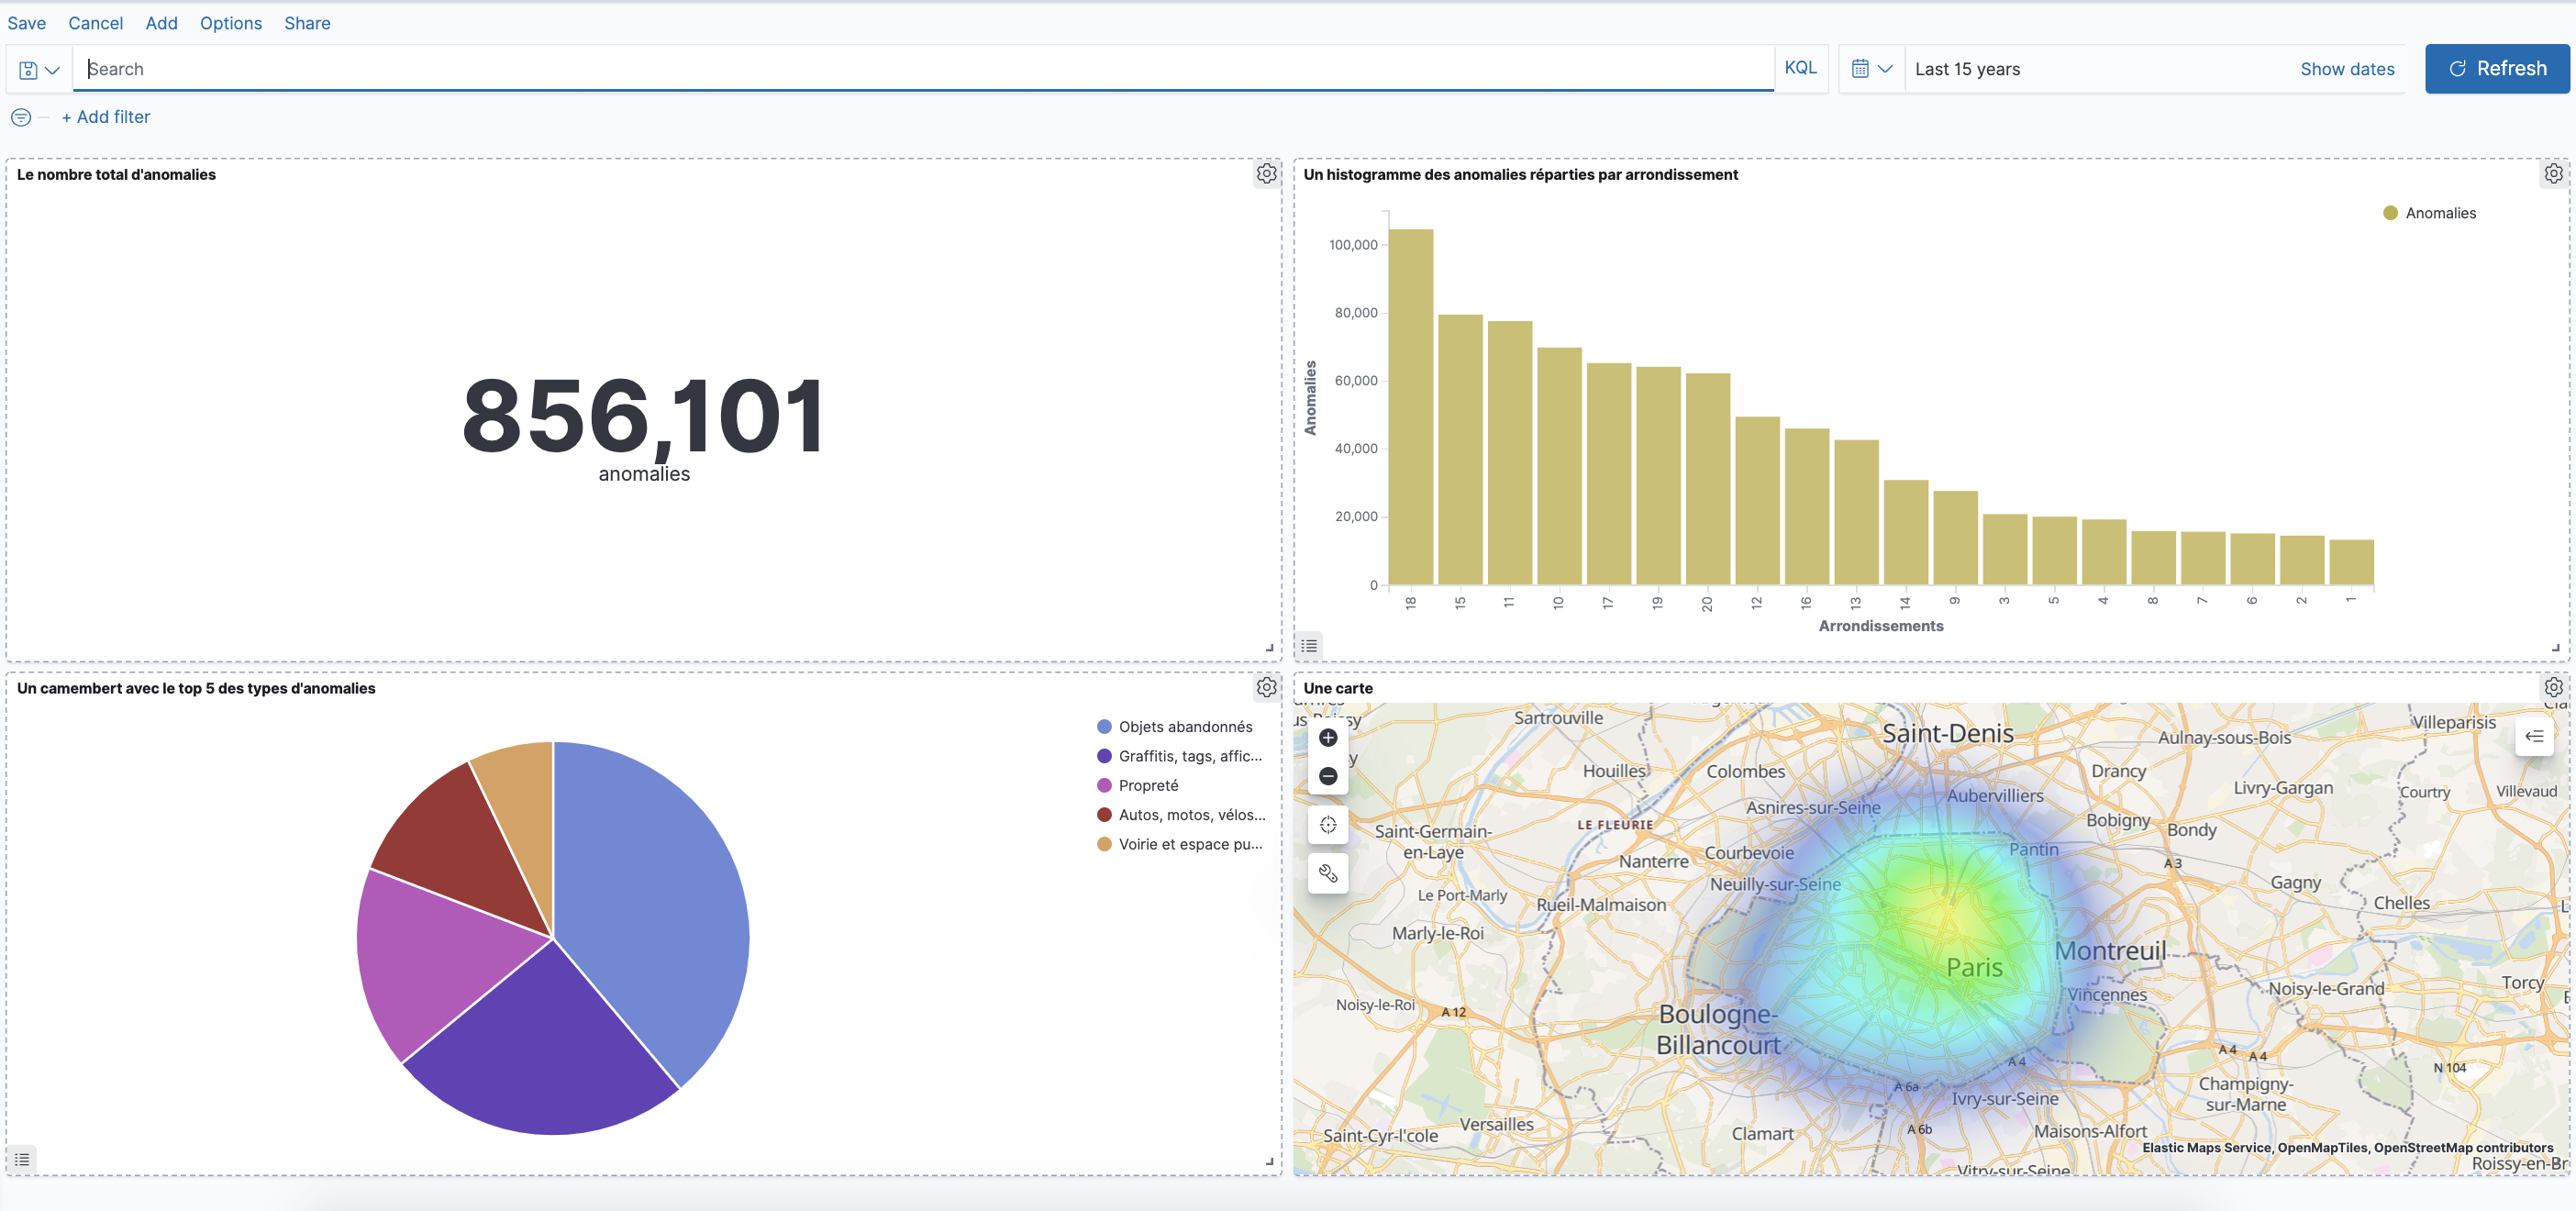 Save Cancel Add Options Share
Search KQL Last 15 years Show dates Refresh
+ Add filter
Le nombre total d'anomalies
856,101
anomalies
Un histogramme des anomalies réparties par arrondissement
Anomalies
100,000
80,000
60,000
40,000
20,000
0
Anomalies
18 15 11 10 17 19 20 12 16 13 14 9 3 5 4 8 7 6 2 1
Arrondissements
Un camembert avec le top 5 des types d'anomalies
Objets abandonnés
Graffitis, tags, affic...
Propreté
Autos, motos, vélos...
Voirie et espace pu...
Une carte
Sartrouville
Saint-Denis
Villeparisis
Aulnay-sous-Bois
Houilles
Colombes
Drancy
Livry-Gargan
Courtry
Villevaud
Asnires-sur-Seine
Aubervilliers
LE FLEURIE
Bobigny
Bondy
Saint-Germain-
en-Laye
Nanterre
Courbevoie
Pantin
A 3
Neuilly-sur-Seine
Gagny
Le Port-Marly
Rueil-Malmaison
Chelles
Marly-le-Roi
Montreuil
Paris
Noisy-le-Roi
A 12
Vincennes
Noisy-le-Grand
Torcy
Boulogne-
Billancourt
A 4
A 4
A 4
N 104
A 6a
Ivry-sur-Seine
Champigny-
sur-Marne
Versailles
Saint-Cyr-l'cole
Clamart
A 6b
Maisons-Alfort
Elastic Maps Service, OpenMapTiles, OpenStreetMap contributors
Vitry-sur-Seine
Roissy-en-Br